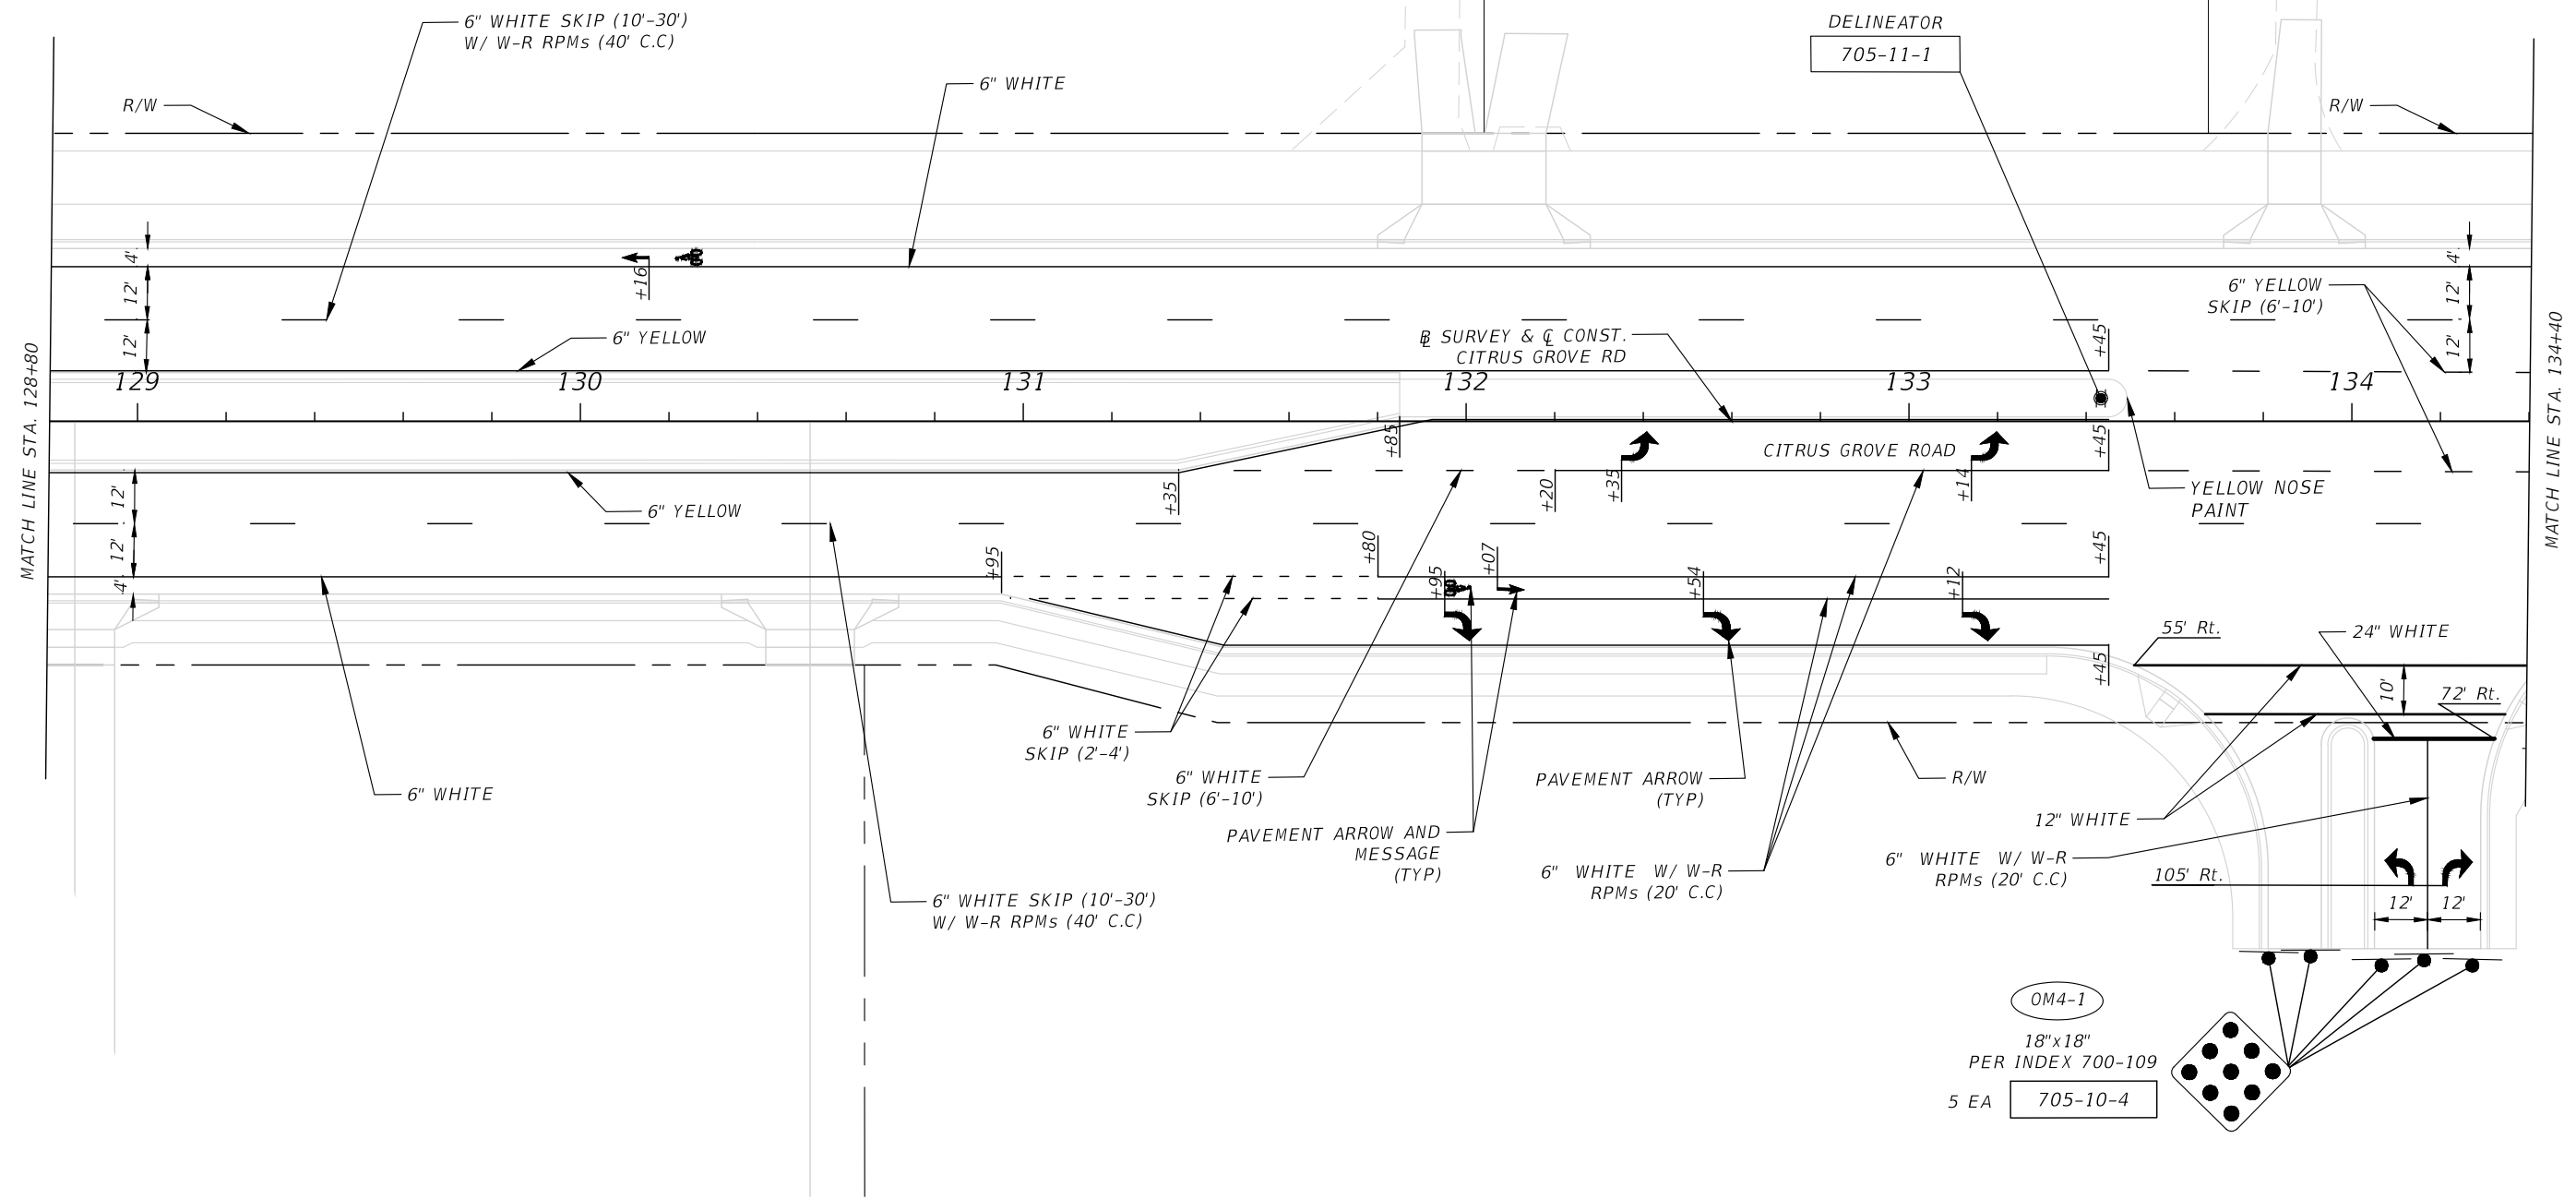 6" WHITE SKIP (10'-30')
W/ W-R RPMs (40' C.C)
6" WHITE
DELINEATOR
705-11-1
R/W
R/W
4'
12'
12'
+16
6" YELLOW
4'
12'
12'
6" YELLOW
SKIP (6'-10')
+45
B SURVEY & C CONST.
L L
CITRUS GROVE RD
129
130
131
132
133
134
MATCH LINE STA. 128+80
MATCH LINE STA. 134+40
+85
+45
CITRUS GROVE ROAD
12'
12'
4'
6" YELLOW
+35
+20
+35
+14
YELLOW NOSE
PAINT
+95
+80
+95
+07
+54
+12
+45
+45
55' Rt.
24" WHITE
10'
72' Rt.
6" WHITE
SKIP (2'-4')
6" WHITE
SKIP (6'-10')
PAVEMENT ARROW
(TYP)
R/W
6" WHITE
PAVEMENT ARROW AND
MESSAGE
(TYP)
12" WHITE
6" WHITE W/ W-R
RPMs (20' C.C)
6" WHITE W/ W-R
RPMs (20' C.C)
105' Rt.
12'
12'
6" WHITE SKIP (10'-30')
W/ W-R RPMs (40' C.C)
OM4-1
18"x18"
PER INDEX 700-109
5 EA
705-10-4